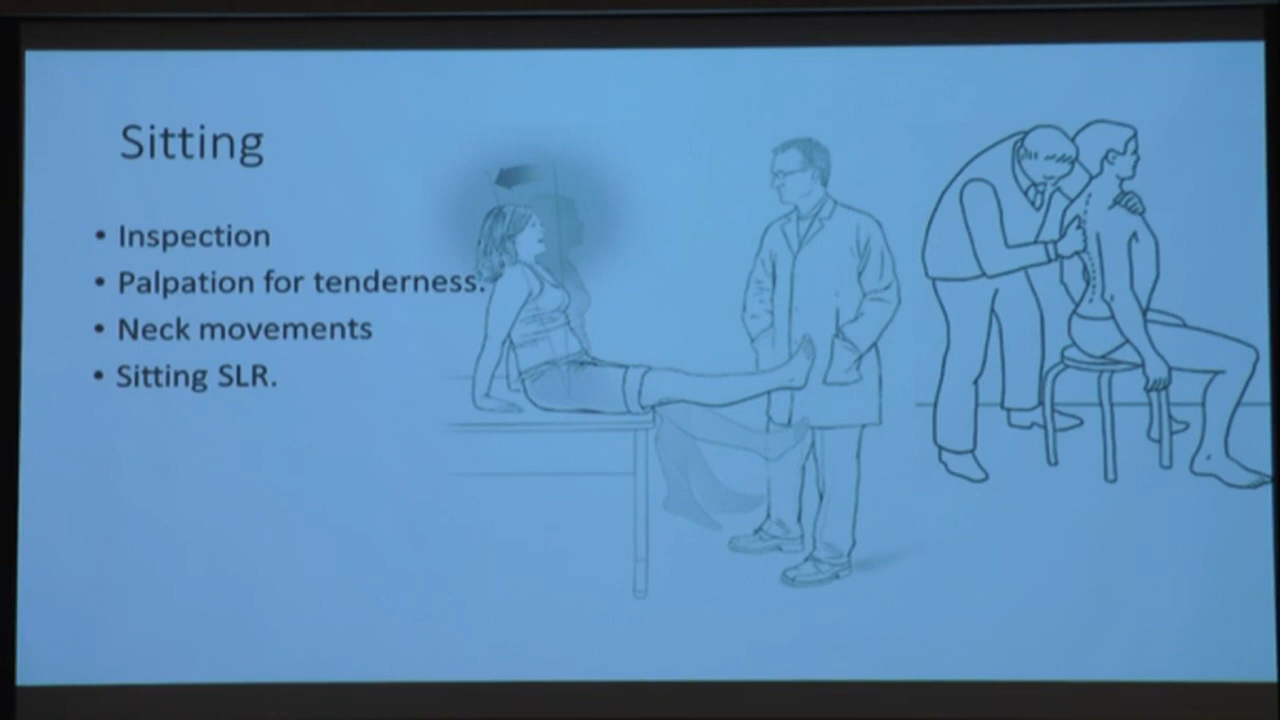 Sitting
• Inspection
• Palpation for tenderness.
• Neck movements
• Sitting SLR.